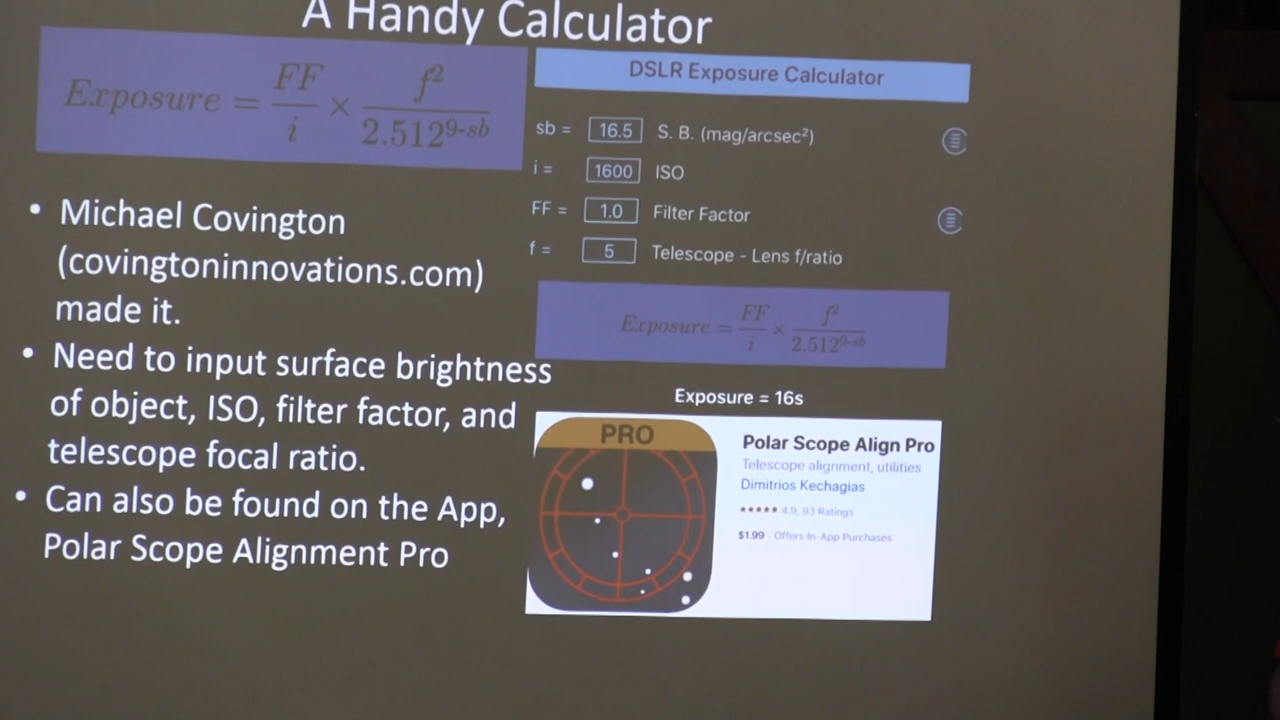 A Handy Calculator
Exposure = FF/i × f²/2.512^9-sb
• Michael Covington
(covingtoninnovations.com)
made it.
• Need to input surface brightness
of object, ISO, filter factor, and
telescope focal ratio.
• Can also be found on the App,
Polar Scope Alignment Pro
DSLR Exposure Calculator
sb = 16.5 S. B. (mag/arcsec²)
i = 1600 ISO
FF = 1.0 Filter Factor
f = 5 Telescope - Lens f/ratio
Exposure = FF/i × f²/2.512^9-sb
Exposure = 16s
PRO
Polar Scope Align Pro
Telescope alignment, utilities
Dimitrios Kechagias
★★★★★ 4.9, 93 Ratings
$1.99 - Offers In-App Purchases